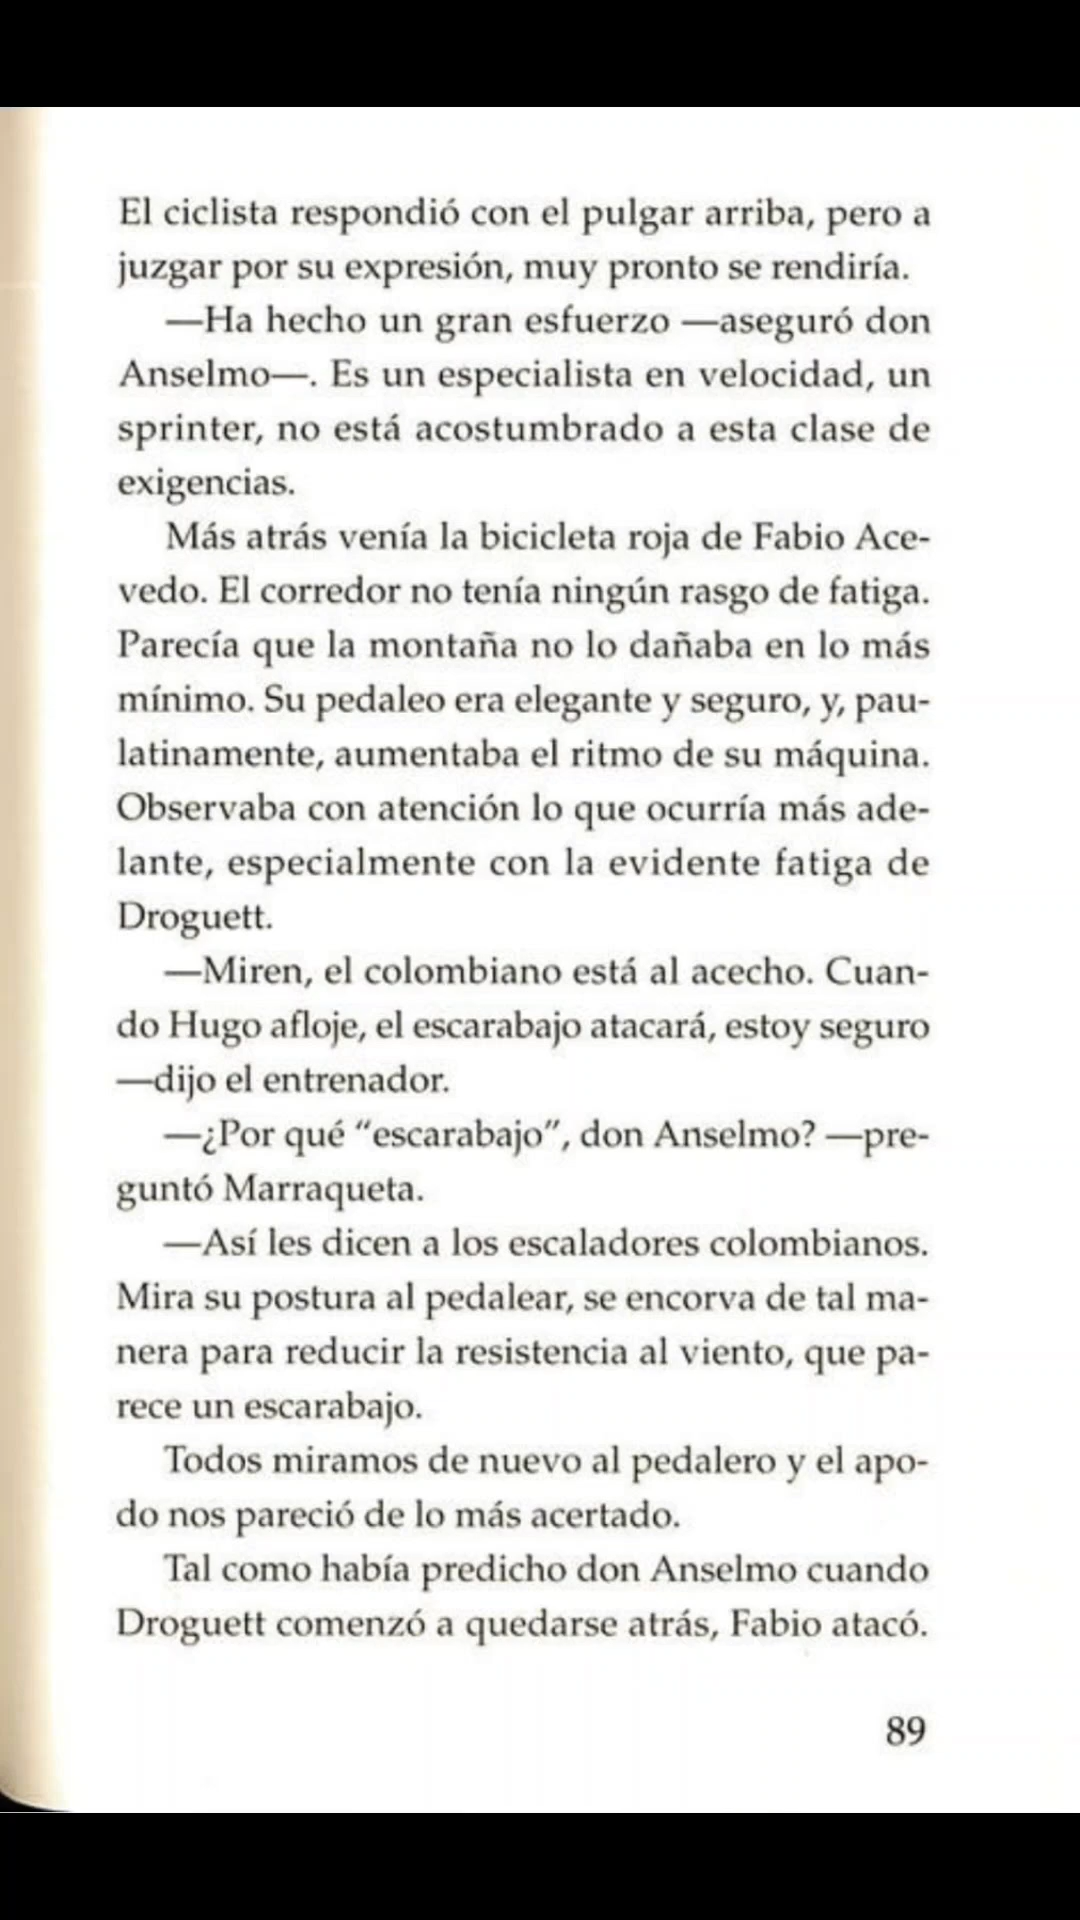 El ciclista respondió con el pulgar arriba, pero a
juzgar por su expresión, muy pronto se rendiría.
—Ha hecho un gran esfuerzo —aseguró don
Anselmo—. Es un especialista en velocidad, un
sprinter, no está acostumbrado a esta clase de
exigencias.
Más atrás venía la bicicleta roja de Fabio Ace-
vedo. El corredor no tenía ningún rasgo de fatiga.
Parecía que la montaña no lo dañaba en lo más
mínimo. Su pedaleo era elegante y seguro, y, pau-
latinamente, aumentaba el ritmo de su máquina.
Observaba con atención lo que ocurría más ade-
lante, especialmente con la evidente fatiga de
Droguett.
—Miren, el colombiano está al acecho. Cuan-
do Hugo afloje, el escarabajo atacará, estoy seguro
—dijo el entrenador.
—¿Por qué “escarabajo”, don Anselmo? —pre-
guntó Marraqueta.
—Así les dicen a los escaladores colombianos.
Mira su postura al pedalear, se encorva de tal ma-
nera para reducir la resistencia al viento, que pa-
rece un escarabajo.
Todos miramos de nuevo al pedalero y el apo-
do nos pareció de lo más acertado.
Tal como había predicho don Anselmo cuando
Droguett comenzó a quedarse atrás, Fabio atacó.
89